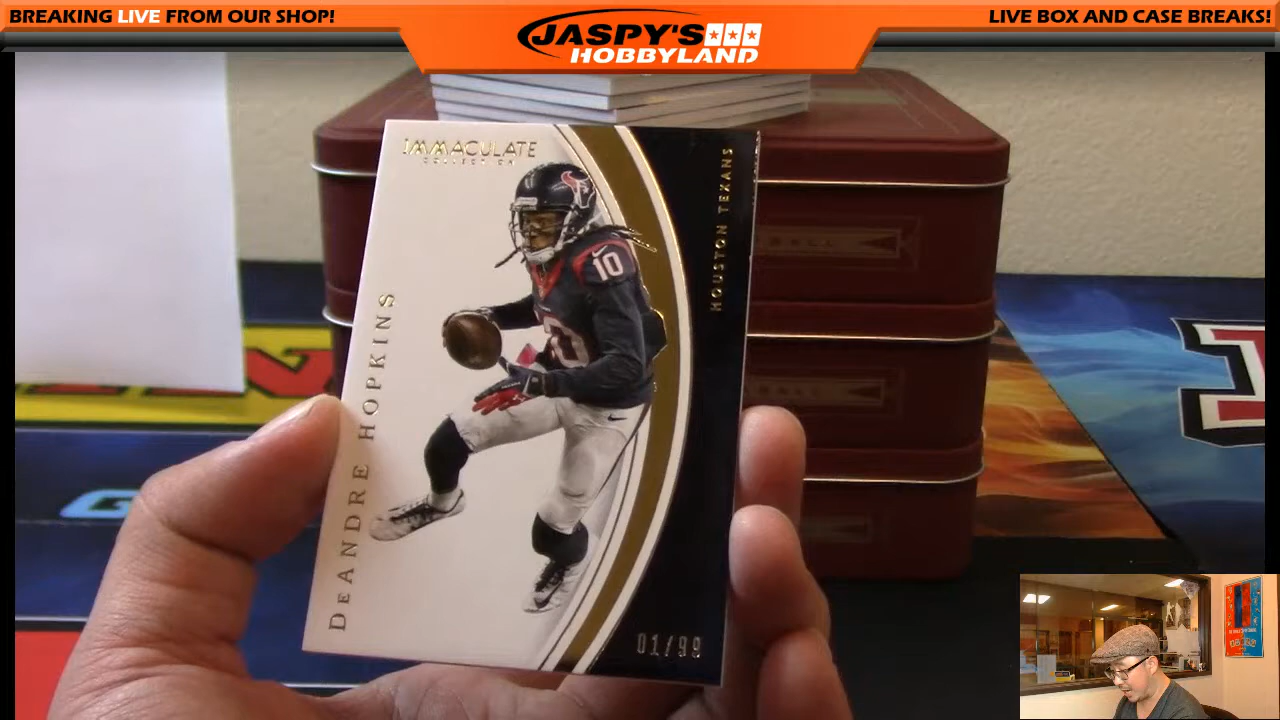 BREAKING LIVE FROM OUR SHOP!
JASPY'S
HOBBYLAND
LIVE BOX AND CASE BREAKS!
IMMACULATE
COLLECTION
HOUSTON TEXANS
DeANDRE HOPKINS
10
01/99